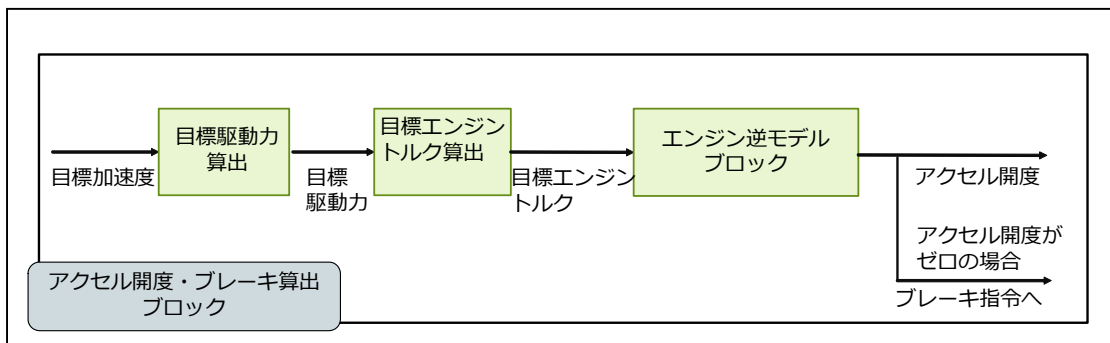 目標加速度
目標駆動力
算出
目標
駆動力
目標エンジン
トルク算出
目標エンジン
トルク
エンジン逆モデル
ブロック
アクセル開度
アクセル開度が
ゼロの場合
ブレーキ指令へ
アクセル開度・ブレーキ算出
ブロック